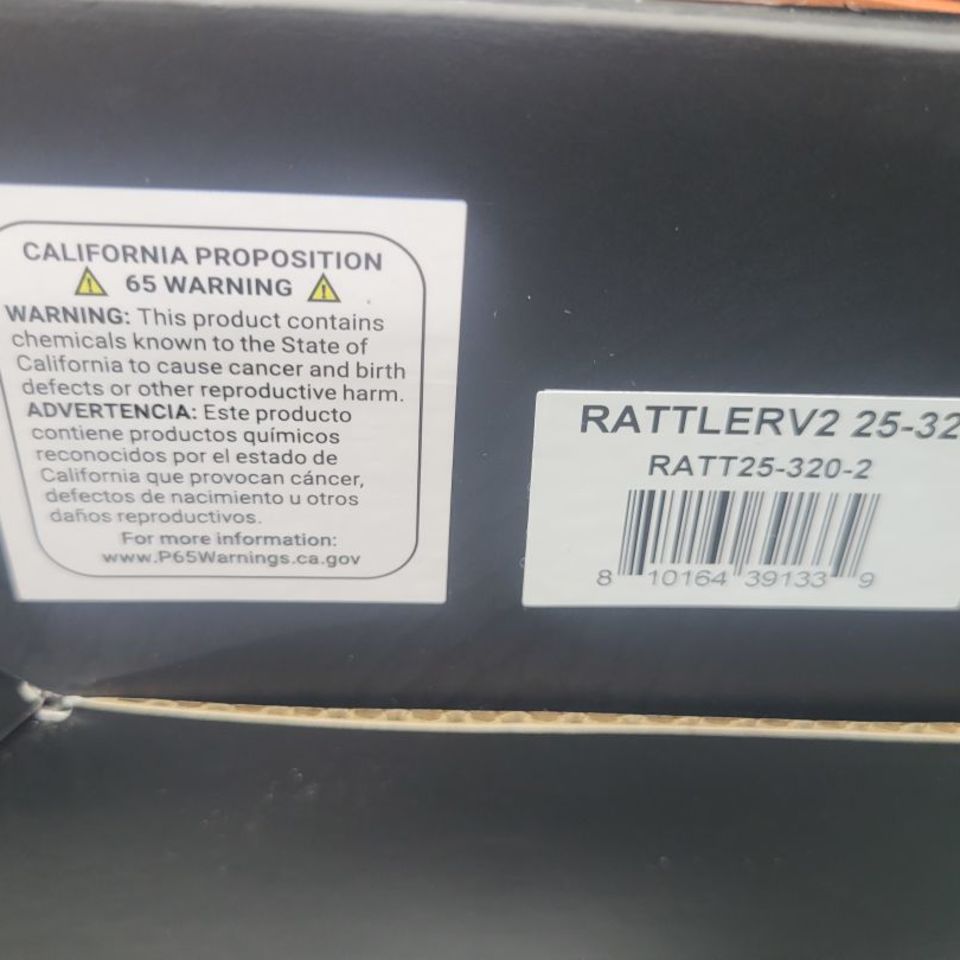 CALIFORNIA PROPOSITION
65 WARNING
WARNING: This product contains
chemicals known to the State of
California to cause cancer and birth
defects or other reproductive harm.
ADVERTENCIA: Este producto
contiene productos químicos
reconocidos por el estado de
California que provocan cáncer,
defectos de nacimiento u otros
daños reproductivos.
For more information:
www.P65Warnings.ca.gov
RATTLERV2 25-32
RATT25-320-2
8 10164 39133 9